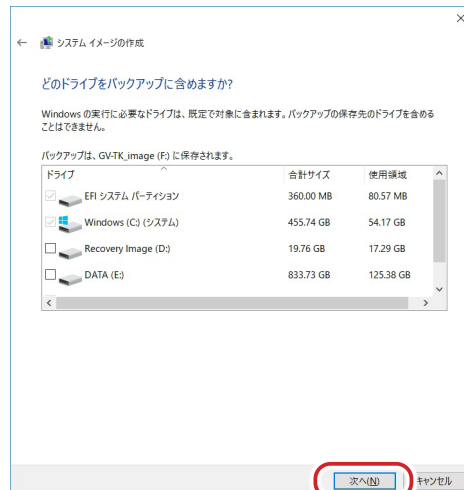 システム イメージの作成
どのドライブをバックアップに含めますか?
Windows の実行に必要なドライブは、既定で対象に含まれます。バックアップの保存先のドライブを含める
ことはできません。
バックアップは、GV-TK_image (F:) に保存されます。
ドライブ 合計サイズ 使用領域
EFI システム パーティション 360.00 MB 80.57 MB
Windows (C:) (システム) 455.74 GB 54.17 GB
Recovery Image (D:) 19.76 GB 17.29 GB
DATA (E:) 833.73 GB 125.38 GB
次へ(N) キャンセル